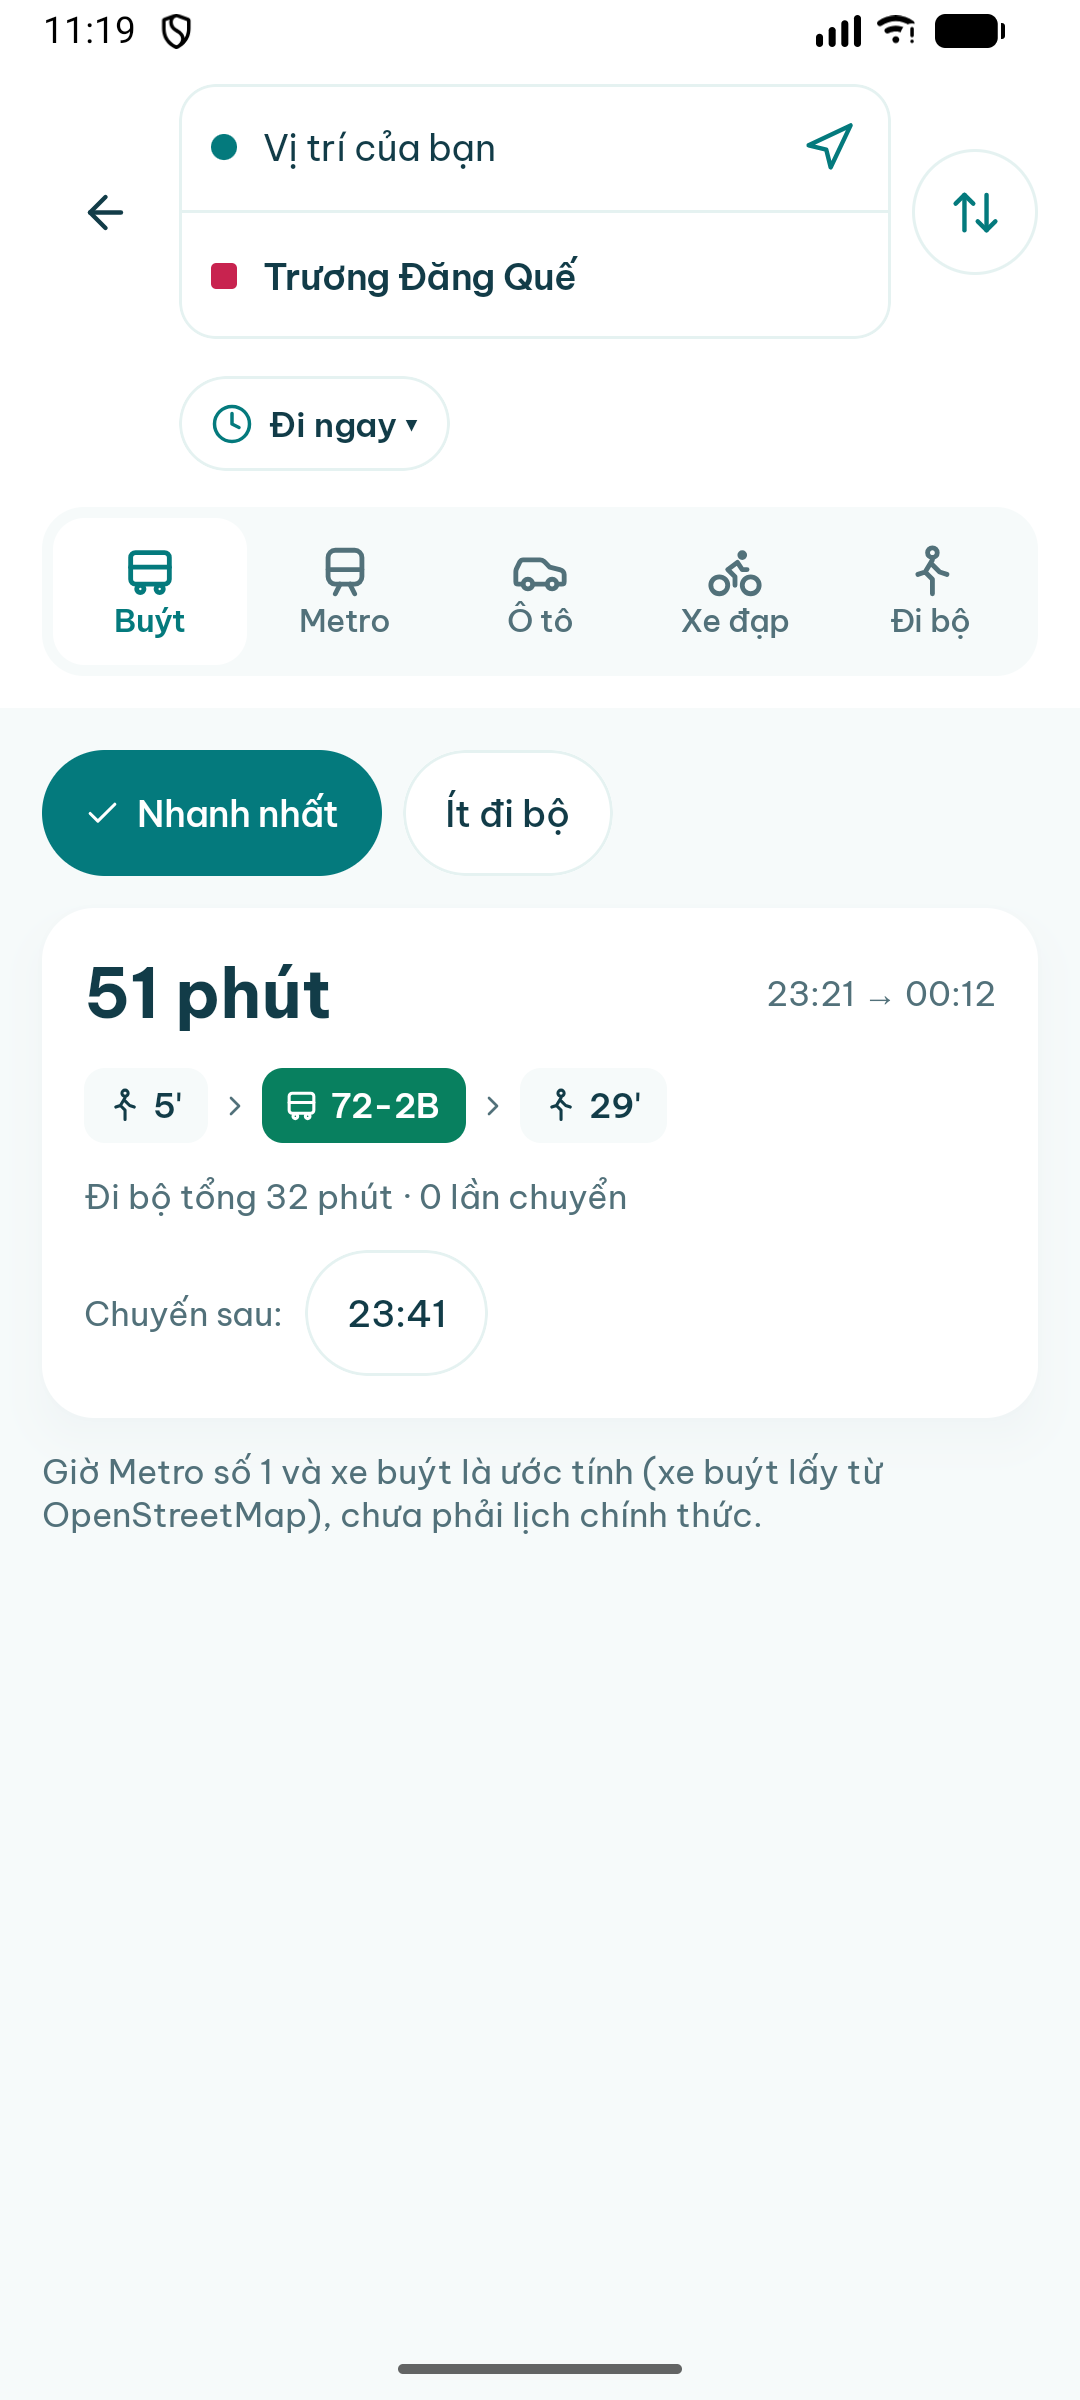 11:19
Vị trí của bạn
Trương Đăng Quế
Đi ngay ▾
Buýt Metro Ô tô Xe đạp Đi bộ
Nhanh nhất Ít đi bộ
51 phút 23:21 → 00:12
5' 72-2B 29'
Đi bộ tổng 32 phút · 0 lần chuyển
Chuyến sau: 23:41
Giờ Metro số 1 và xe buýt là ước tính (xe buýt lấy từ
OpenStreetMap), chưa phải lịch chính thức.